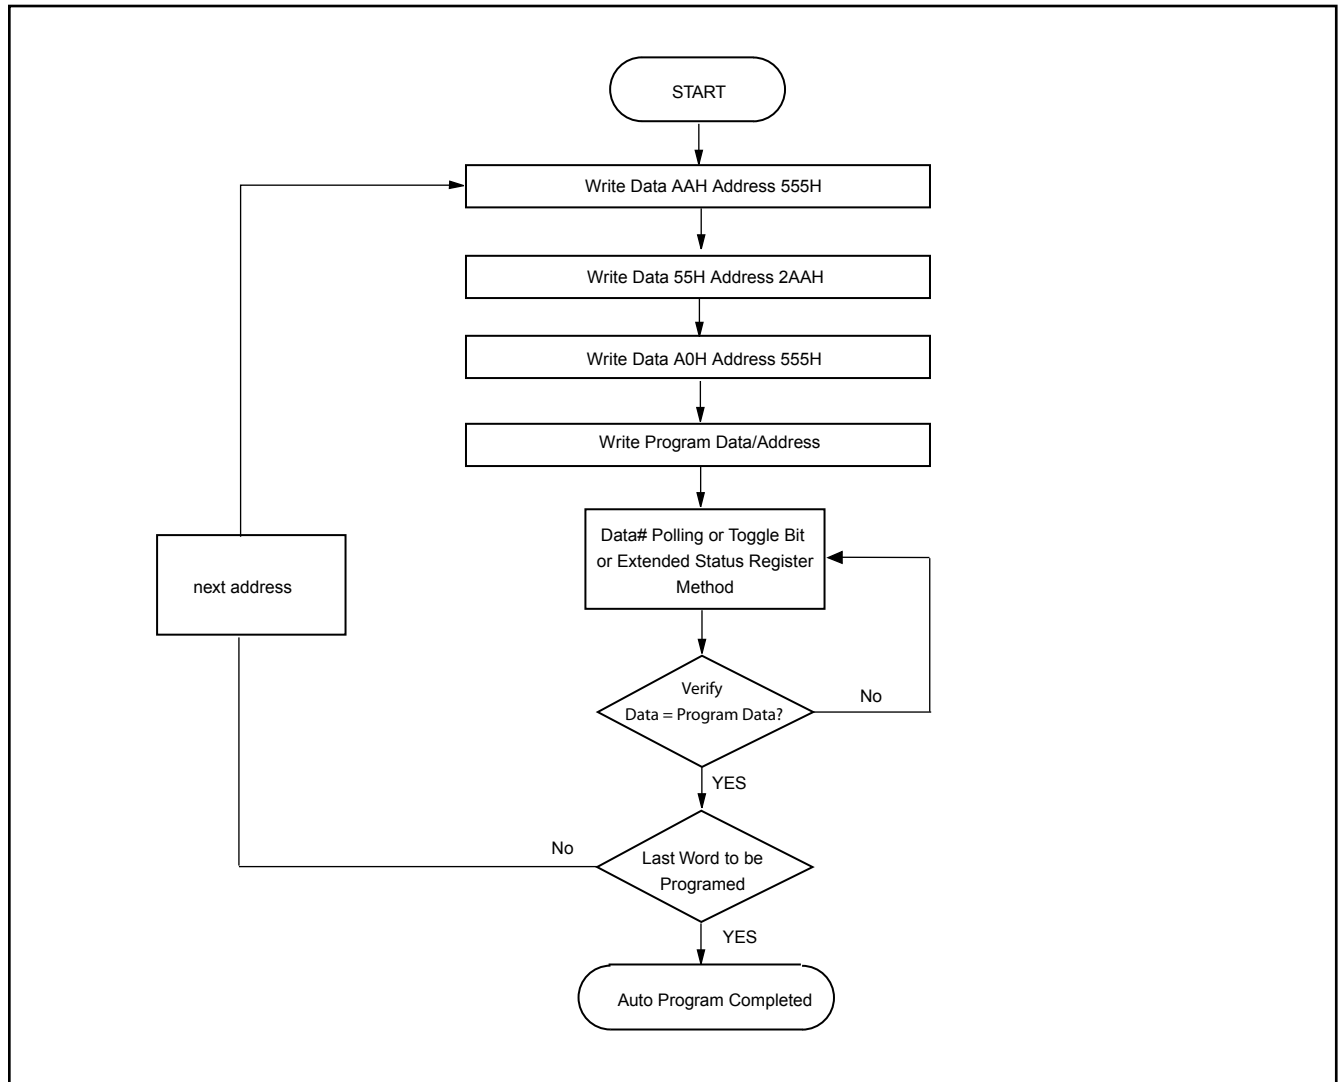 START
Write Data AAH Address 555H
Write Data 55H Address 2AAH
Write Data A0H Address 555H
Write Program Data/Address
Data# Polling or Toggle Bit
or Extended Status Register
Method
next address
Verify
Data = Program Data?
No
YES
No
Last Word to be
Programed
YES
Auto Program Completed